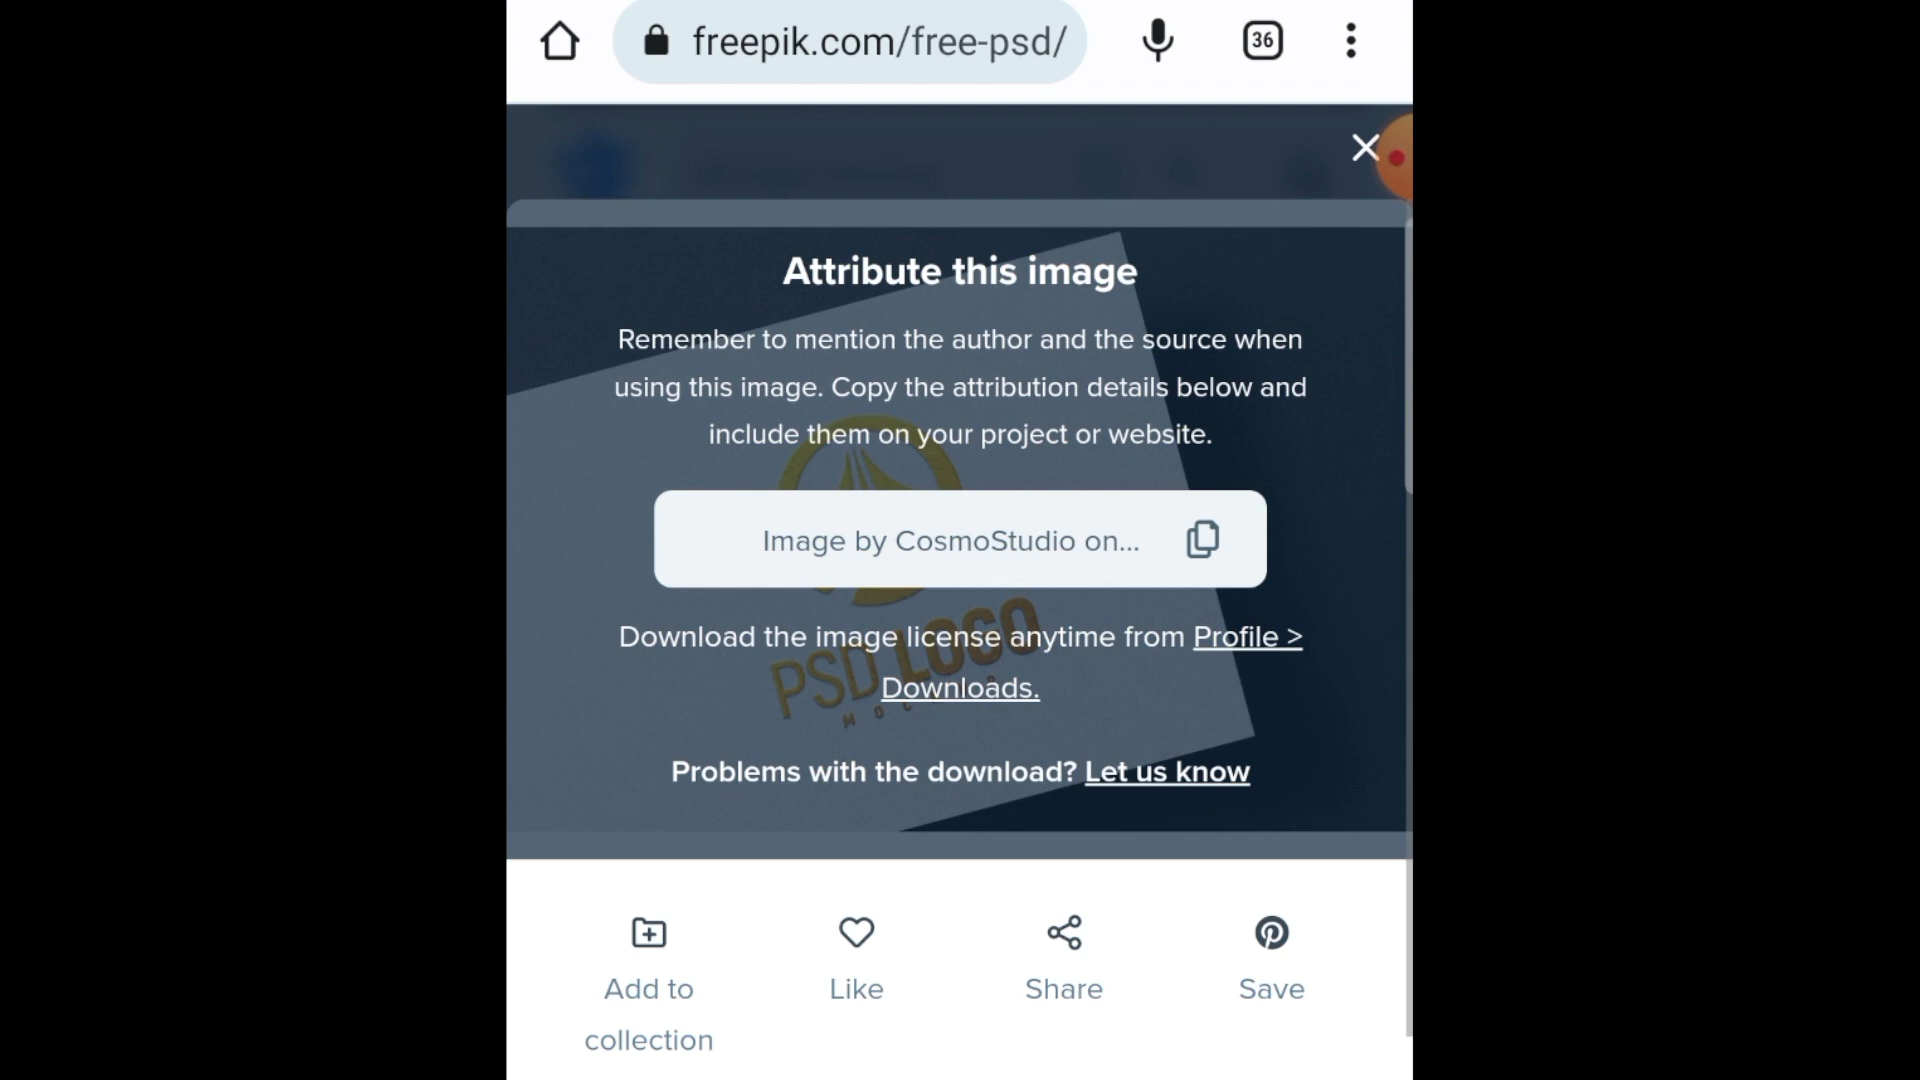 freepik.com/free-psd/
36
Attribute this image
Remember to mention the author and the source when
using this image. Copy the attribution details below and
include them on your project or website.
Image by CosmoStudio on...
Download the image license anytime from Profile >
Downloads.
PSD LOGO
Problems with the download? Let us know
Add to
collection
Like
Share
Save